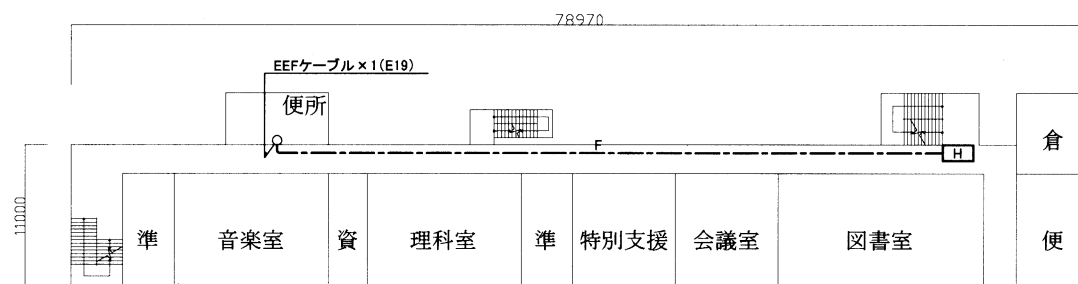 78970
EEFケーブル×1(E19)
便所
F
H
倉
11000
準
音楽室
資
理科室
準
特別支援
会議室
図書室
便